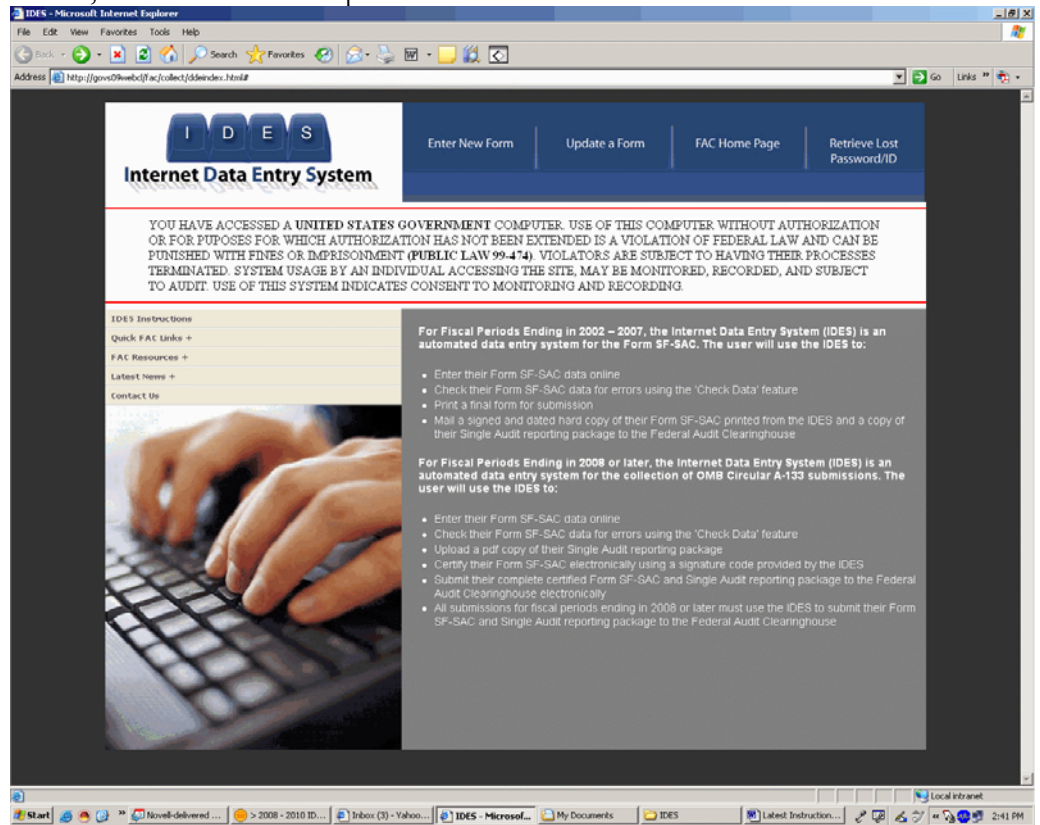 IDES - Microsoft Internet Explorer
File Edit View Favorites Tools Help
Back Search Favorites
Address http://govs09webcl/fac/collect/ddeindex.html# Go Links »
I D E S
Internet Data Entry System
Enter New Form
Update a Form
FAC Home Page
Retrieve Lost
Password/ID
YOU HAVE ACCESSED A UNITED STATES GOVERNMENT COMPUTER. USE OF THIS COMPUTER WITHOUT AUTHORIZATION
OR FOR PUPOSES FOR WHICH AUTHORIZATION HAS NOT BEEN EXTENDED IS A VIOLATION OF FEDERAL LAW AND CAN BE
PUNISHED WITH FINES OR IMPRISONMENT (PUBLIC LAW 99-474). VIOLATORS ARE SUBJECT TO HAVING THEIR PROCESSES
TERMINATED. SYSTEM USAGE BY AN INDIVIDUAL ACCESSING THE SITE, MAY BE MONITORED, RECORDED, AND SUBJECT
TO AUDIT. USE OF THIS SYSTEM INDICATES CONSENT TO MONITORING AND RECORDING.
IDES Instructions
Quick FAC Links +
FAC Resources +
Latest News +
Contact Us
For Fiscal Periods Ending in 2002 – 2007, the Internet Data Entry System (IDES) is an
automated data entry system for the Form SF-SAC. The user will use the IDES to:
• Enter their Form SF-SAC data online
• Check their Form SF-SAC data for errors using the 'Check Data' feature
• Print a final form for submission
• Mail a signed and dated hard copy of their Form SF-SAC printed from the IDES and a copy of
their Single Audit reporting package to the Federal Audit Clearinghouse
For Fiscal Periods Ending in 2008 or later, the Internet Data Entry System (IDES) is an
automated data entry system for the collection of OMB Circular A-133 submissions. The
user will use the IDES to:
• Enter their Form SF-SAC data online
• Check their Form SF-SAC data for errors using the 'Check Data' feature
• Upload a pdf copy of their Single Audit reporting package
• Certify their Form SF-SAC electronically using a signature code provided by the IDES
• Submit their complete certified Form SF-SAC and Single Audit reporting package to the Federal
Audit Clearinghouse electronically
• All submissions for fiscal periods ending in 2008 or later must use the IDES to submit their Form
SF-SAC and Single Audit reporting package to the Federal Audit Clearinghouse
Local intranet
Start » Novell-delivered ... > 2008 - 2010 ID... Inbox (3) - Yahoo... IDES - Microsof... My Documents IDES Latest Instruction... « 2:41 PM